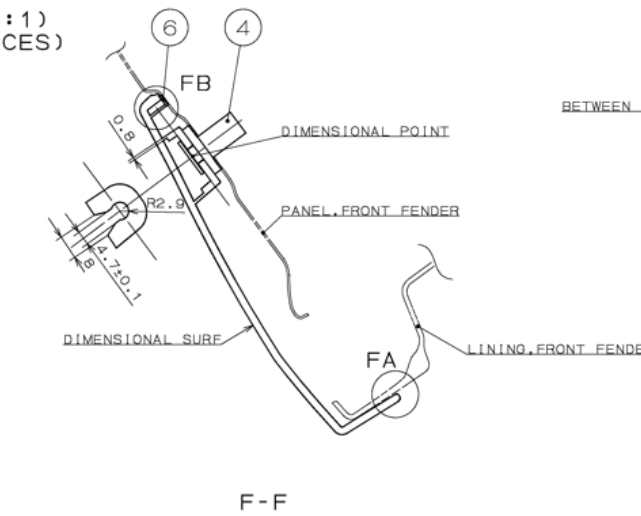 :1)
CES)
6
4
FB
BETWEEN
0.8
DIMENSIONAL POINT
R2.9
PANEL,FRONT FENDER
4.7±0.1
8
DIMENSIONAL SURF
LINING,FRONT FENDE
FA
F-F